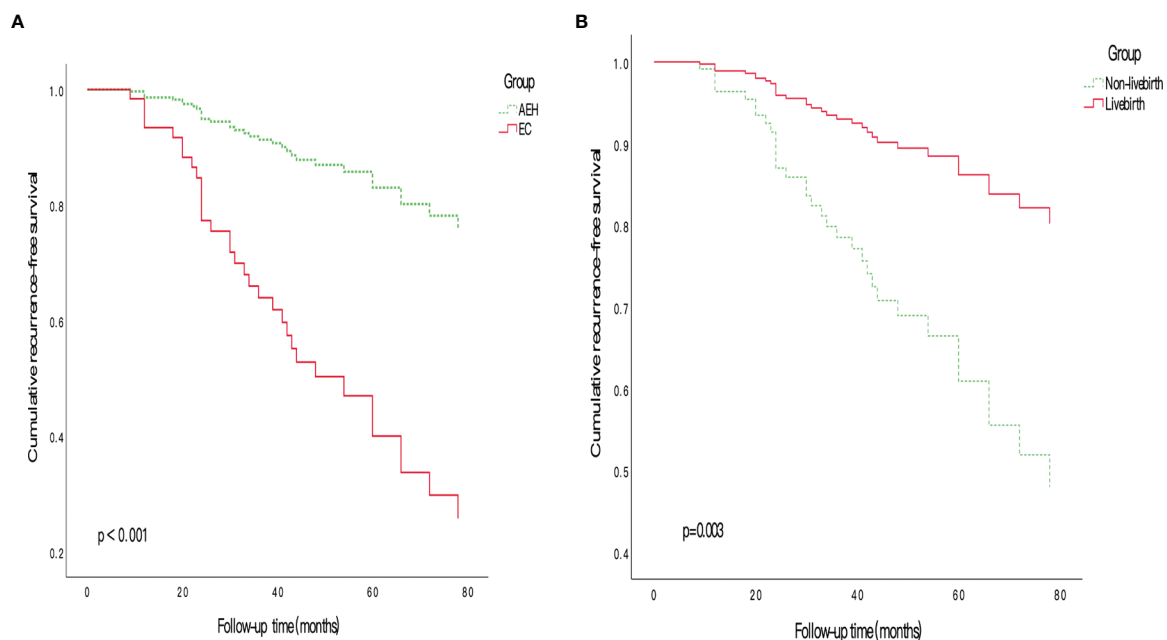 A
Group
AEH
EC
1.0
0.8
0.6
0.4
0.2
Cumulative recurrence-free survival
p < 0.001
0
20
40
60
80
Follow-up time (months)
B
Group
Non-livebirth
Livebirth
1.0
0.9
0.8
0.7
0.6
0.5
0.4
Cumulative recurrence-free survival
p=0.003
0
20
40
60
80
Follow-up time (months)